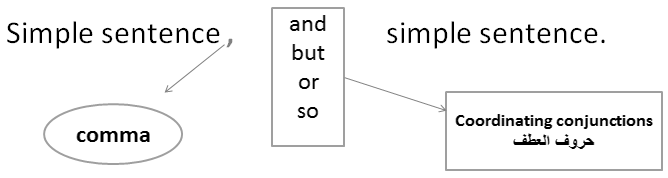 Simple sentence,
and
but
or
so
simple sentence.
comma
Coordinating conjunctions
حروف العطف